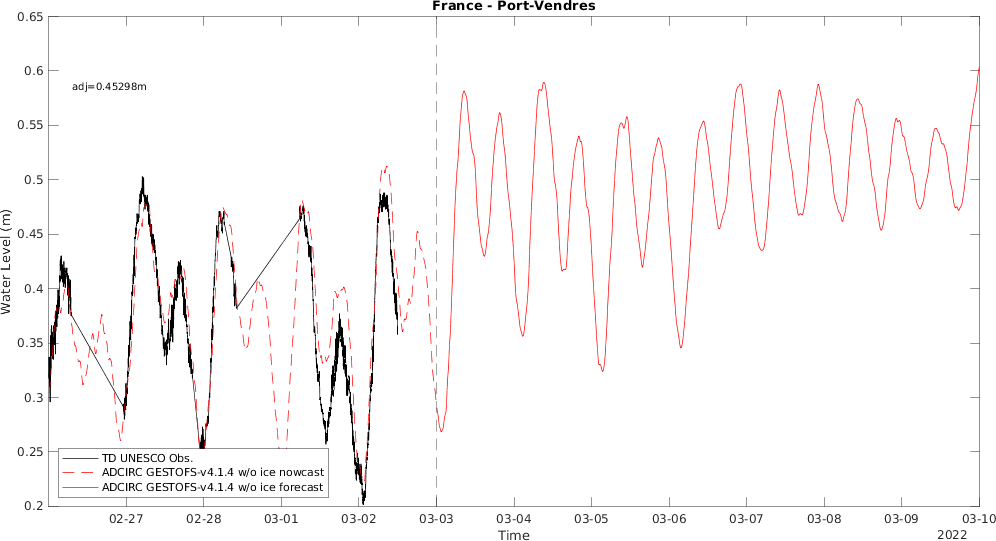 France - Port-Vendres
0.65
0.6
adj=0.45298m
0.55
0.5
0.45
0.4
0.35
0.3
0.25
0.2
Water Level (m)
TD UNESCO Obs.
ADCIRC GESTOFS-v4.1.4 w/o ice nowcast
ADCIRC GESTOFS-v4.1.4 w/o ice forecast
02-27 02-28 03-01 03-02 03-03 03-04 03-05 03-06 03-07 03-08 03-09 03-10
Time
2022